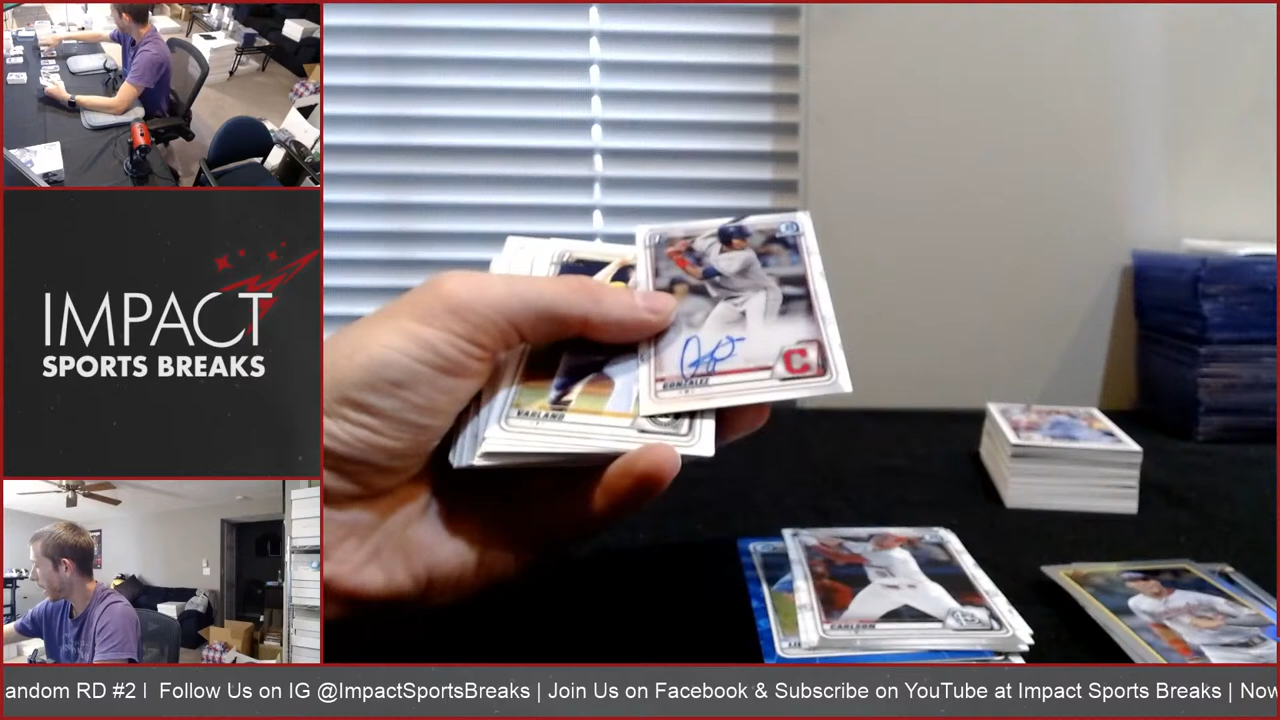 IMPACT
SPORTS BREAKS
GONZALEZ
C
VARLAND
CARLSON
andom RD #2 I Follow Us on IG @ImpactSportsBreaks | Join Us on Facebook & Subscribe on YouTube at Impact Sports Breaks | Now